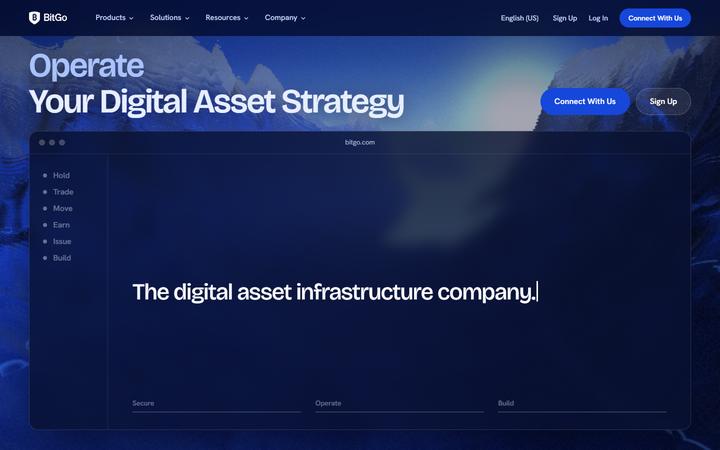 BitGo
Products
Solutions
Resources
Company
English (US)
Sign Up
Log In
Connect With Us
Operate
Your Digital Asset Strategy
Connect With Us
Sign Up
bitgo.com
Hold
Trade
Move
Earn
Issue
Build
The digital asset infrastructure company.
Secure
Operate
Build